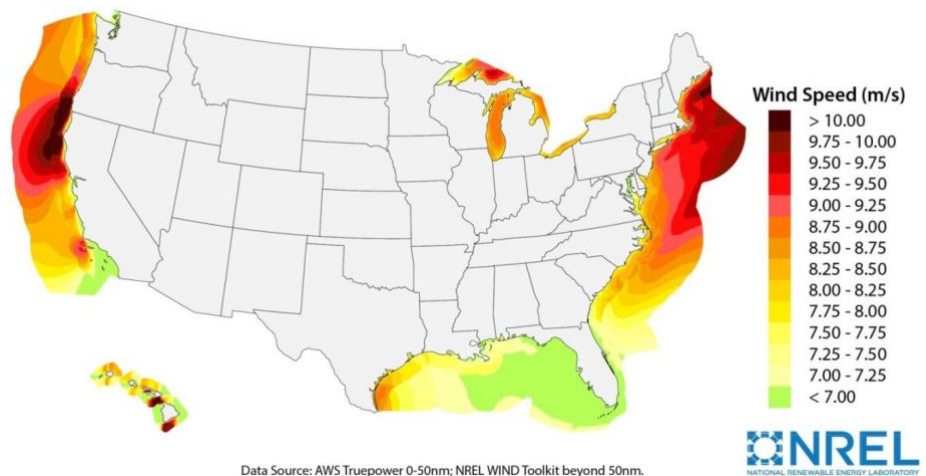 Wind Speed (m/s)
> 10.00
9.75 - 10.00
9.50 - 9.75
9.25 - 9.50
9.00 - 9.25
8.75 - 9.00
8.50 - 8.75
8.25 - 8.50
8.00 - 8.25
7.75 - 8.00
7.50 - 7.75
7.25 - 7.50
7.00 - 7.25
< 7.00
NREL
NATIONAL RENEWABLE ENERGY LABORATORY
Data Source: AWS Truepower 0-50nm; NREL WIND Toolkit beyond 50nm.